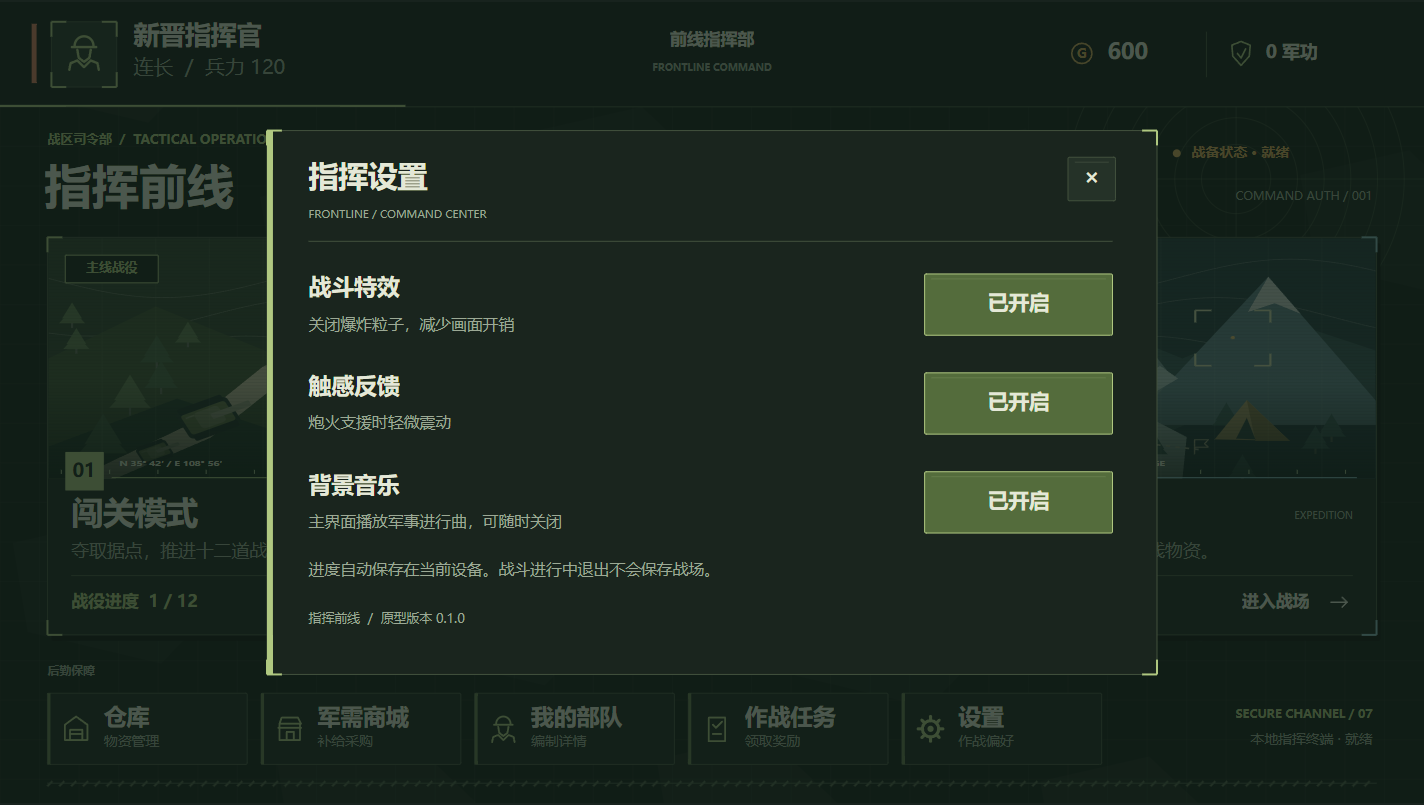 新晋指挥官
连长 / 兵力 120
前线指挥部
FRONTLINE COMMAND
G 600
0 军功
战区司令部 / TACTICAL OPERATIO
指挥前线
战备状态 • 就绪
COMMAND AUTH / 001
主线战役
指挥设置
×
FRONTLINE / COMMAND CENTER
战斗特效
关闭爆炸粒子，减少画面开销
已开启
触感反馈
炮火支援时轻微震动
已开启
背景音乐
主界面播放军事进行曲，可随时关闭
已开启
进度自动保存在当前设备。战斗进行中退出不会保存战场。
指挥前线 / 原型版本 0.1.0
01
N 35° 42' / E 108° 56'
闯关模式
夺取据点，推进十二道战
战役进度 1 / 12
EXPEDITION
物资。
进入战场 →
后勤保障
仓库
物资管理
军需商城
补给采购
我的部队
编制详情
作战任务
领取奖励
设置
作战偏好
SECURE CHANNEL / 07
本地指挥终端 · 就绪